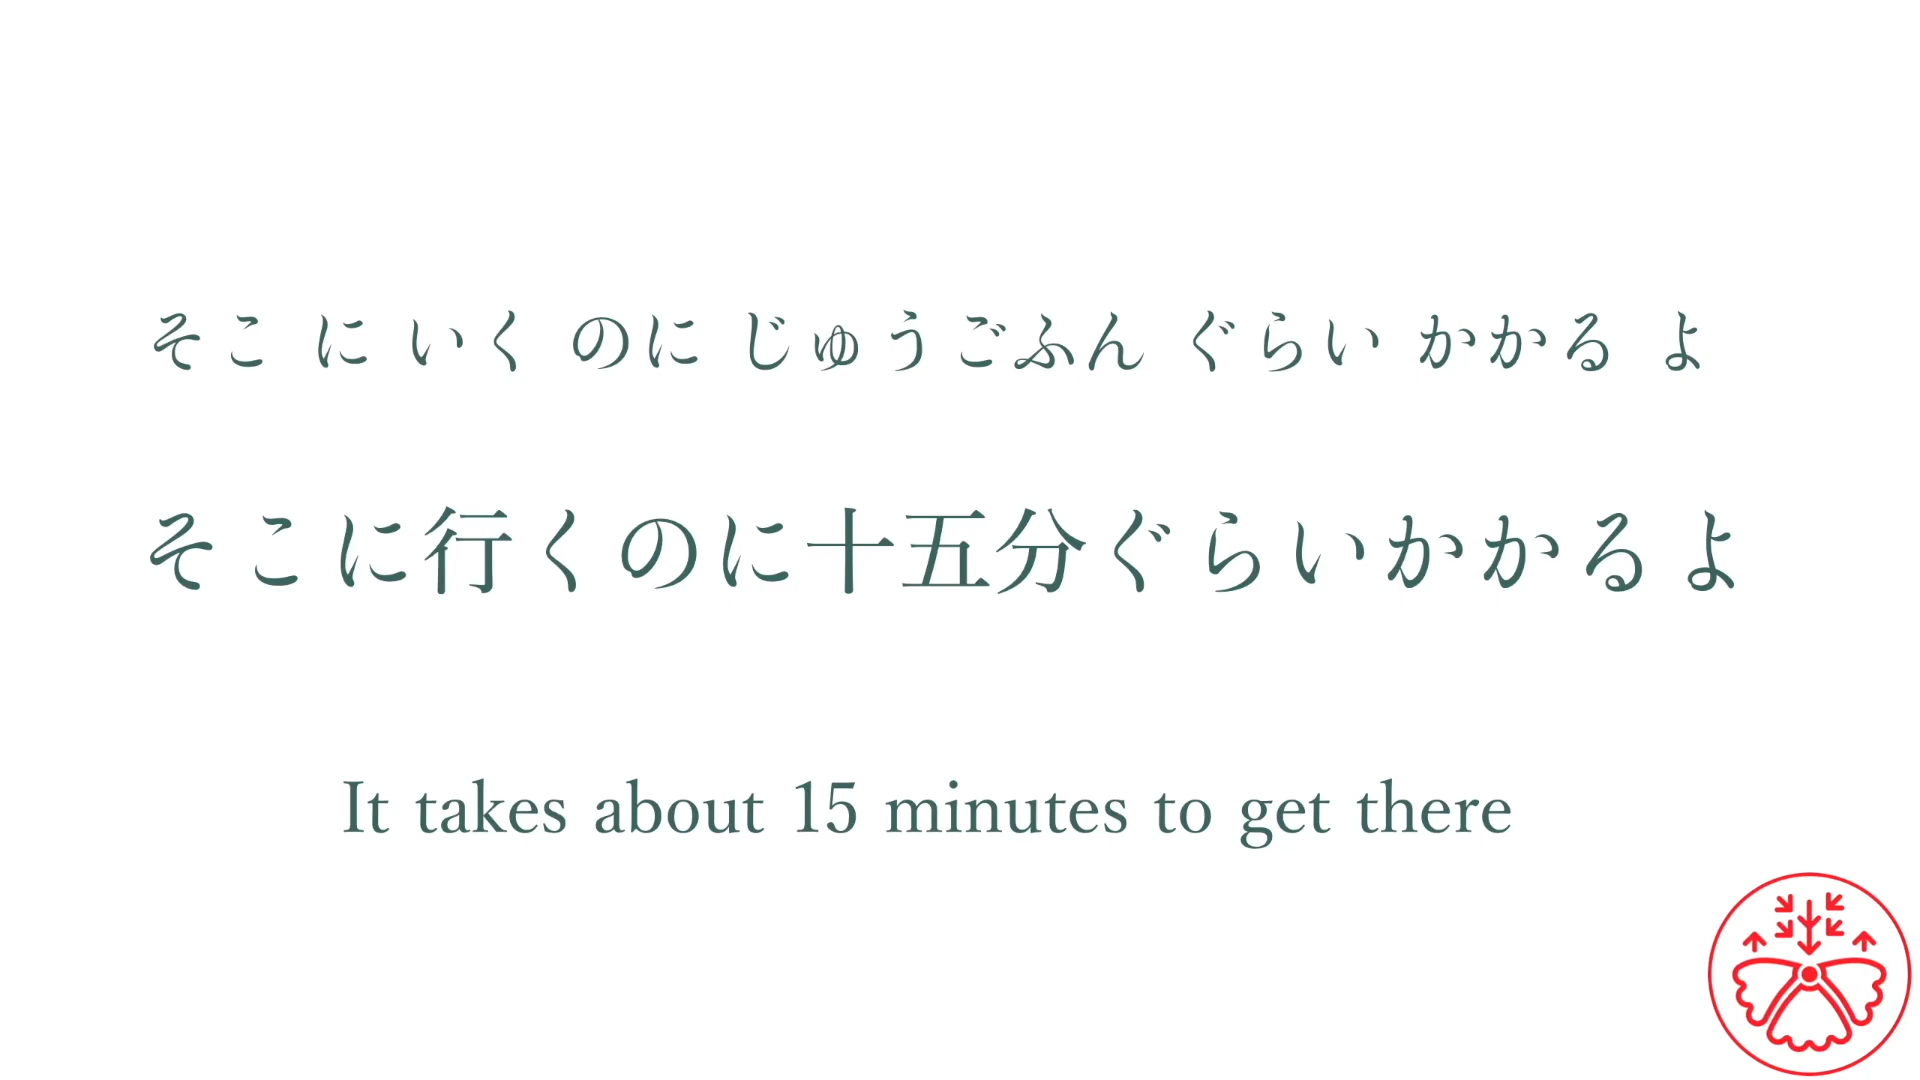 そこ に いく のに じゅうごふん ぐらい かかる よ
そこに行くのに十五分ぐらいかかるよ
It takes about 15 minutes to get there